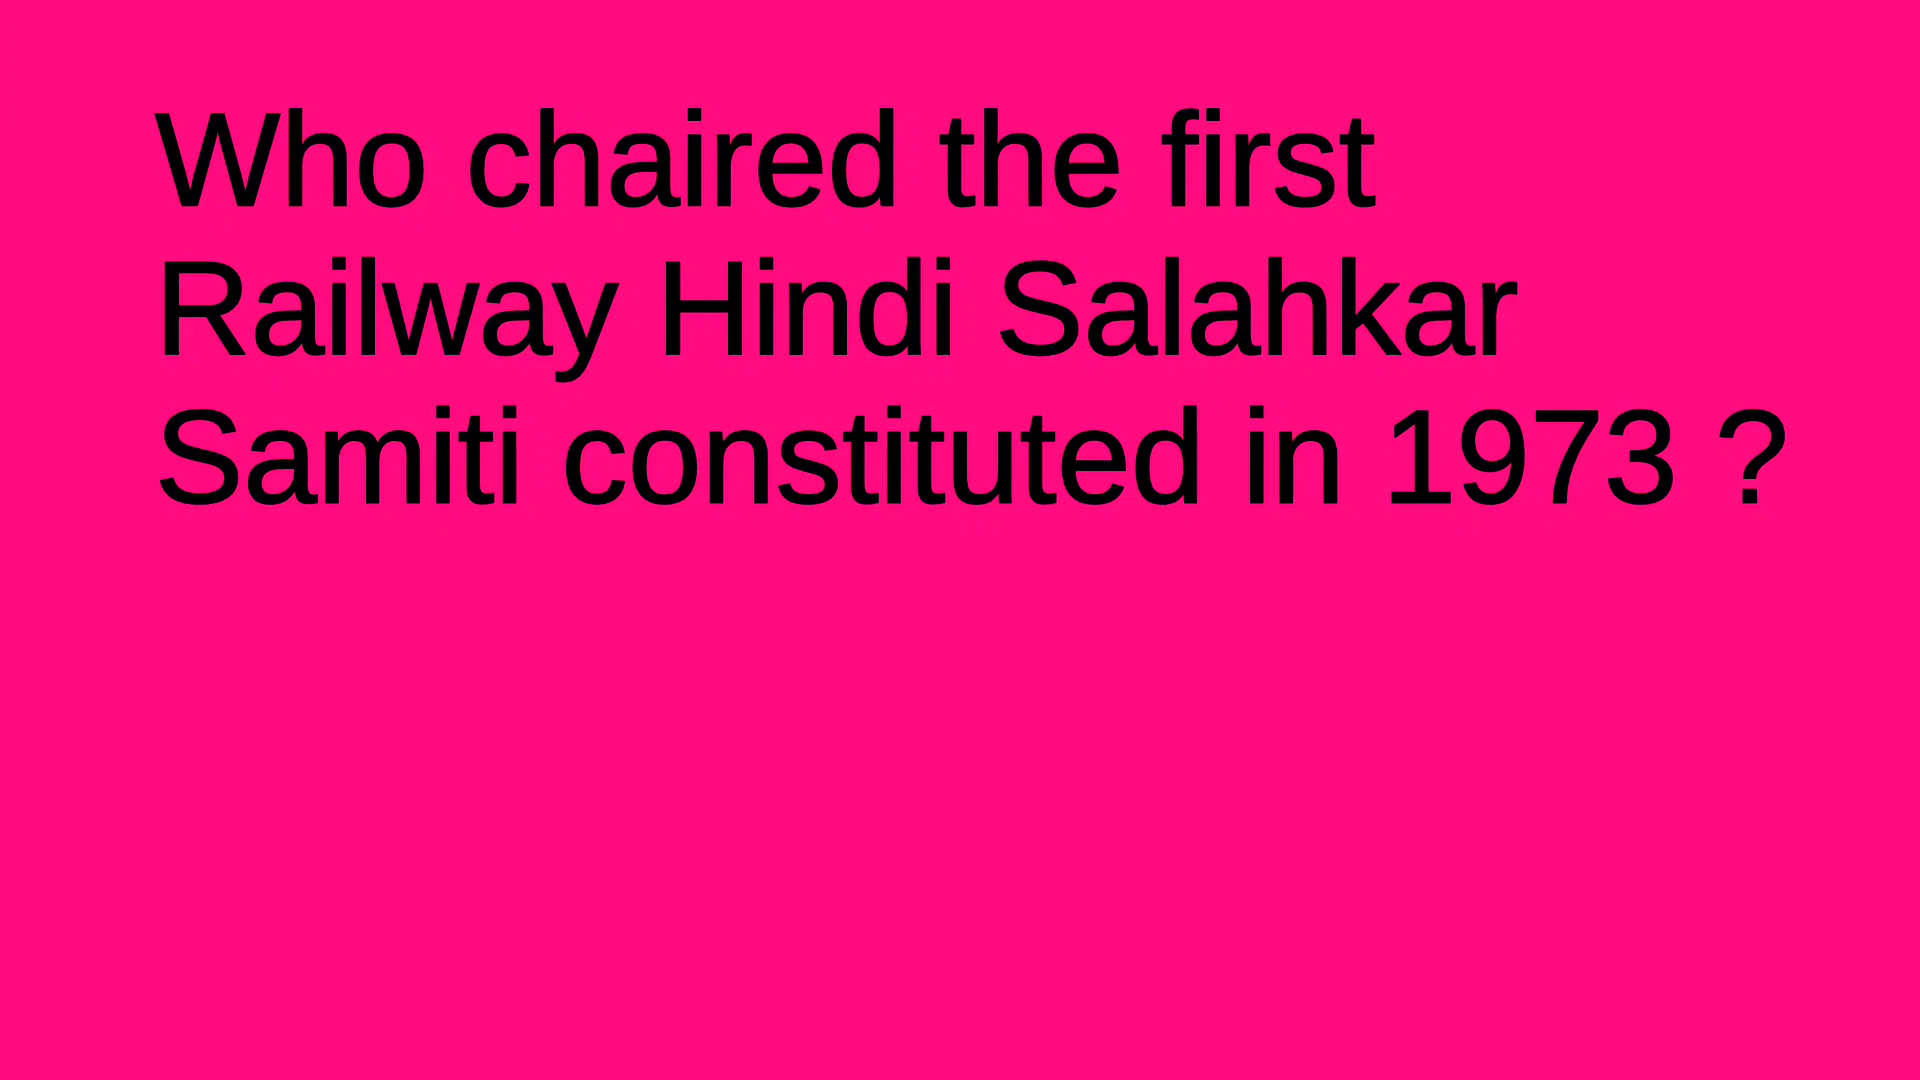 Who chaired the first
Railway Hindi Salahkar
Samiti constituted in 1973 ?